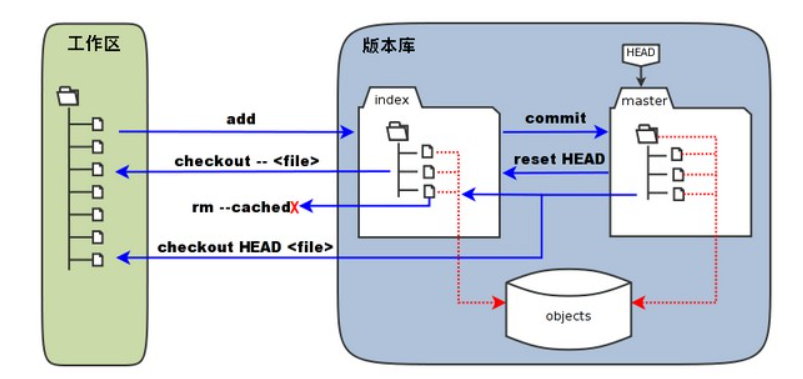 工作区
版本库
HEAD
index
master
add
commit
checkout -- <file>
reset HEAD
rm --cachedX
checkout HEAD <file>
objects